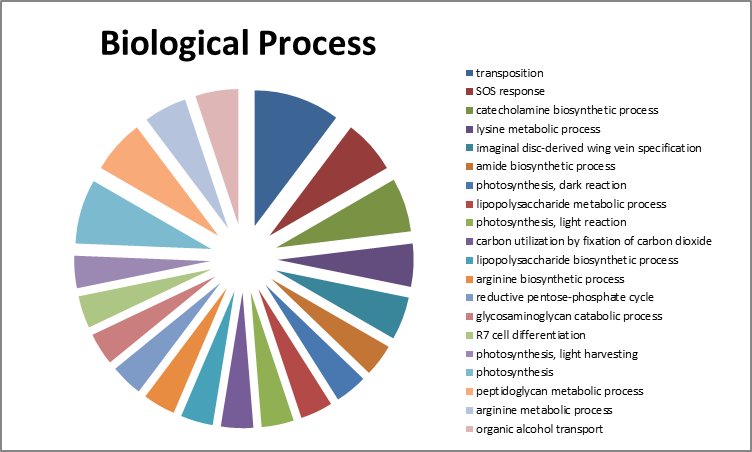 Biological Process
transposition
SOS response
catecholamine biosynthetic process
lysine metabolic process
imaginal disc-derived wing vein specification
amide biosynthetic process
photosynthesis, dark reaction
lipopolysaccharide metabolic process
photosynthesis, light reaction
carbon utilization by fixation of carbon dioxide
lipopolysaccharide biosynthetic process
arginine biosynthetic process
reductive pentose-phosphate cycle
glycosaminoglycan catabolic process
R7 cell differentiation
photosynthesis, light harvesting
photosynthesis
peptidoglycan metabolic process
arginine metabolic process
organic alcohol transport